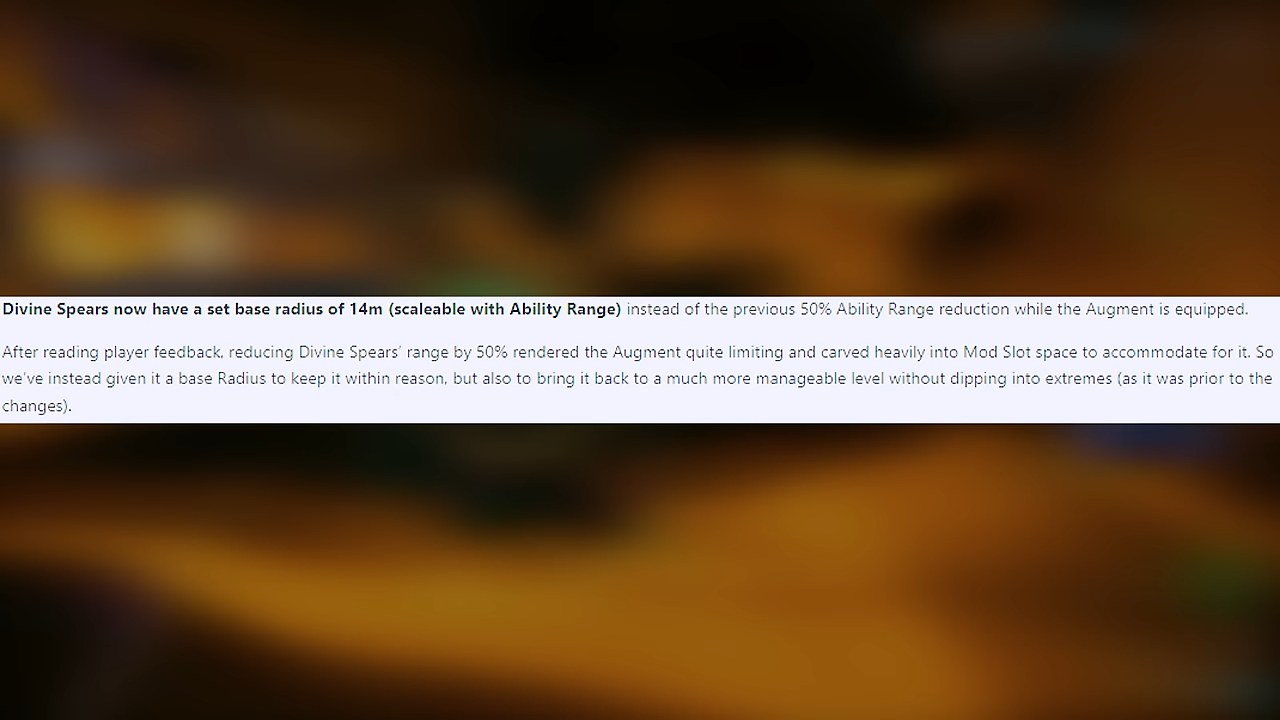 Divine Spears now have a set base radius of 14m (scaleable with Ability Range) instead of the previous 50% Ability Range reduction while the Augment is equipped.
After reading player feedback, reducing Divine Spears’ range by 50% rendered the Augment quite limiting and carved heavily into Mod Slot space to accommodate for it. So
we’ve instead given it a base Radius to keep it within reason, but also to bring it back to a much more manageable level without dipping into extremes (as it was prior to the
changes).